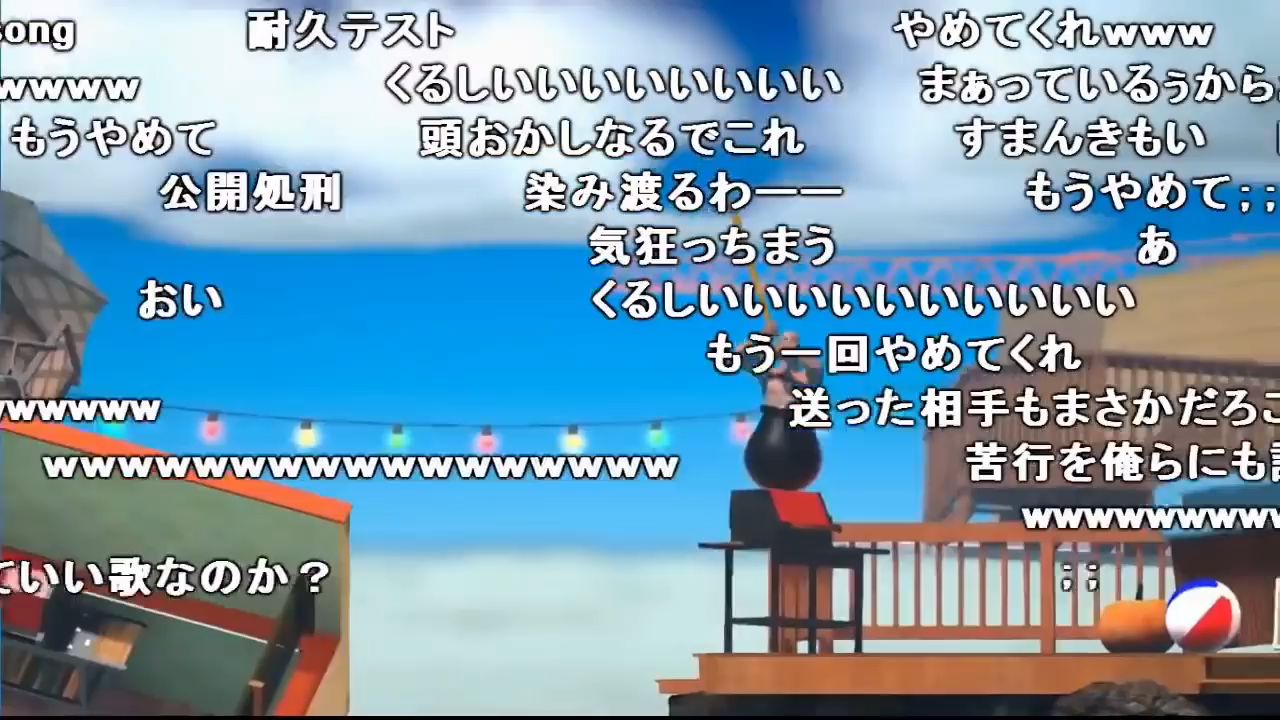 song 耐久テスト やめてくれwww
wwww くるしいいいいいいいい まぁっているぅから
もうやめて 頭おかしなるでこれ すまんきもい
公開処刑 染み渡るわーー もうやめて;;
気狂っちまう あ
おい くるしいいいいいいいいいい
もう一回やめてくれ
wwwwww 送った相手もまさかだろ
wwwwwwwwwwwwwwwwwww 苦行を俺らにも
wwwwwwwww
ていい歌なのか？ ;;